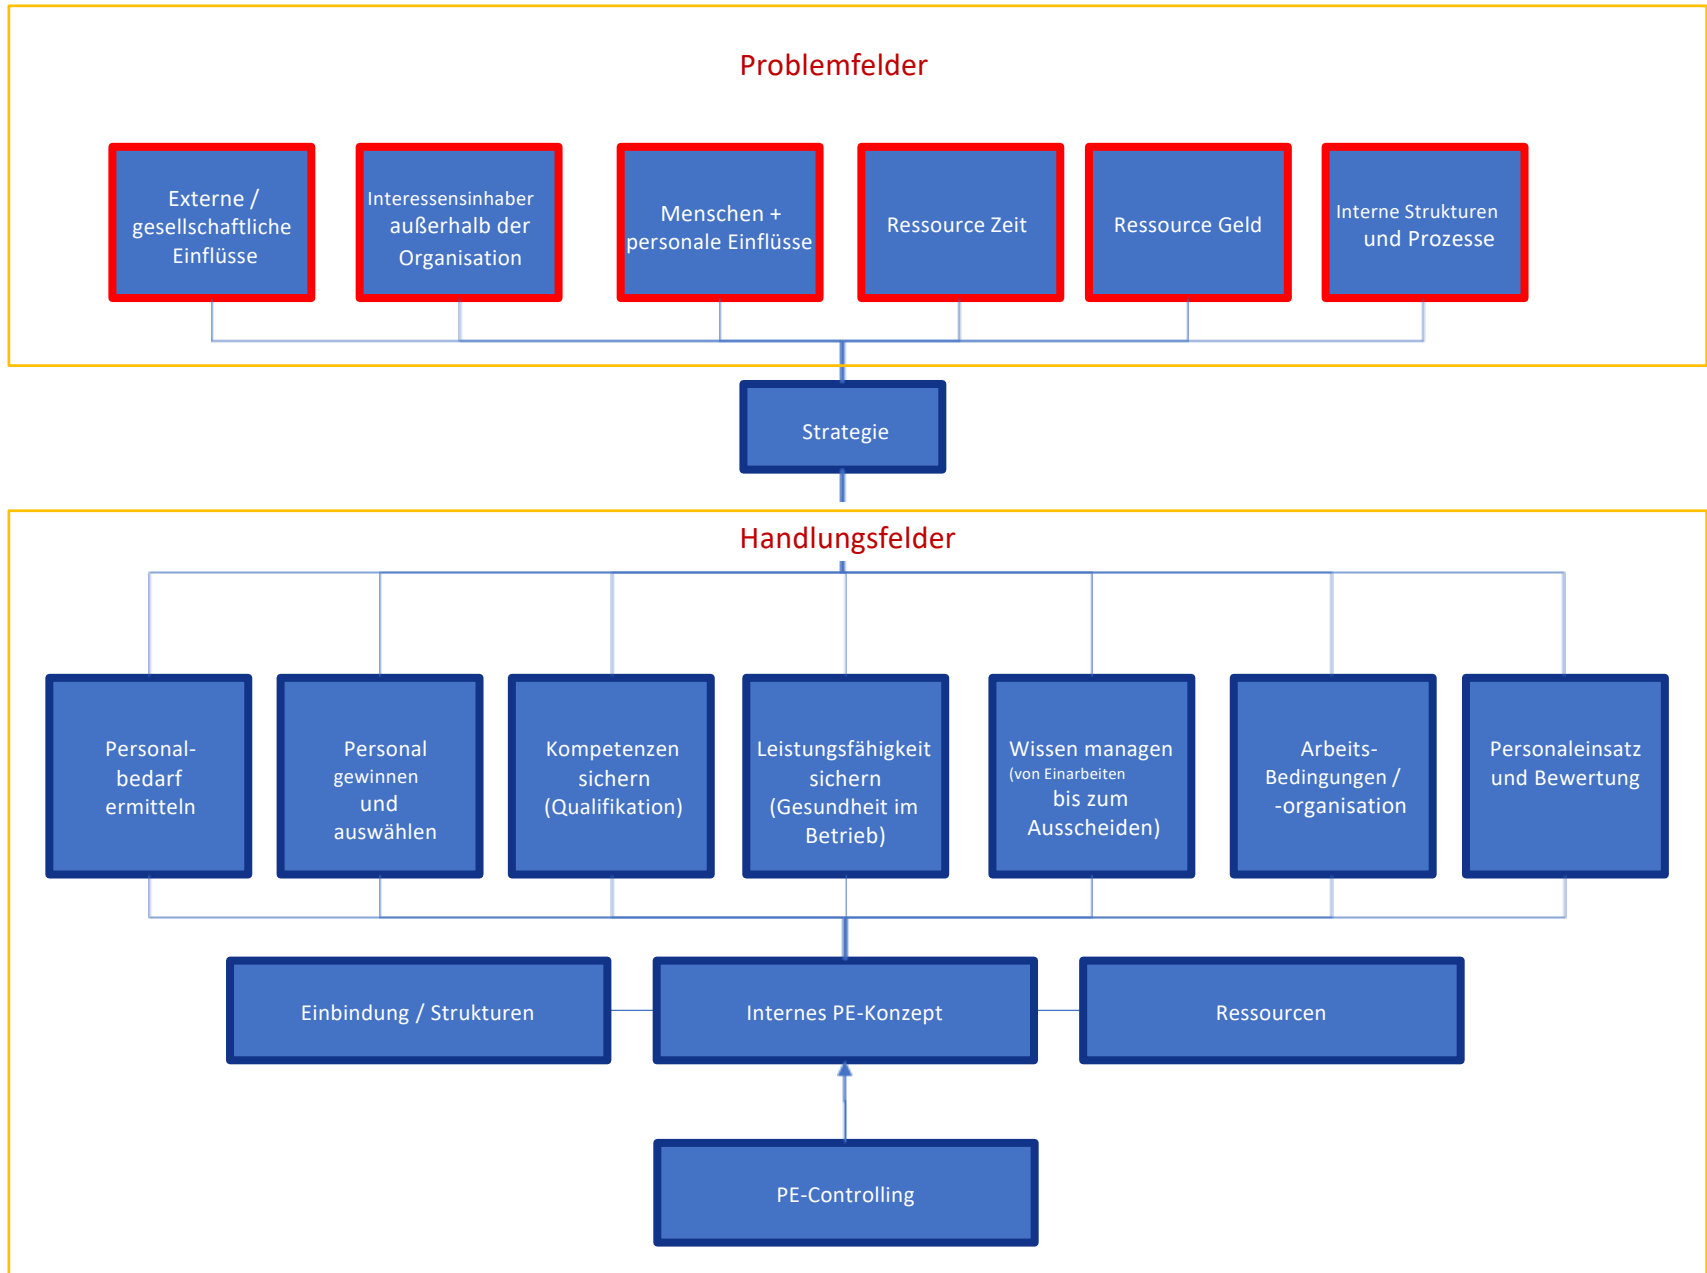 Problemfelder
Externe /
gesellschaftliche
Einflüsse
Interessensinhaber
außerhalb der
Organisation
Menschen +
personale Einflüsse
Ressource Zeit
Ressource Geld
Interne Strukturen
und Prozesse
Strategie
Handlungsfelder
Personal-
bedarf
ermitteln
Personal
gewinnen
und
auswählen
Kompetenzen
sichern
(Qualifikation)
Leistungsfähigkeit
sichern
(Gesundheit im
Betrieb)
Wissen managen
(von Einarbeiten
bis zum
Ausscheiden)
Arbeits-
Bedingungen /
-organisation
Personaleinsatz
und Bewertung
Einbindung / Strukturen
Internes PE-Konzept
Ressourcen
PE-Controlling